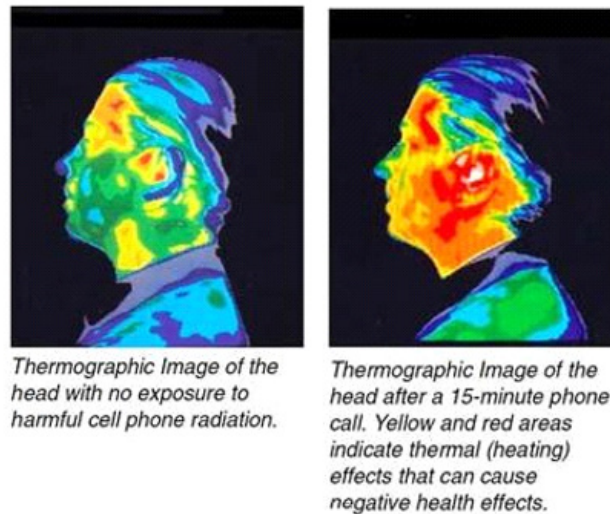 Thermographic Image of the
head with no exposure to
harmful cell phone radiation.
Thermographic Image of the
head after a 15-minute phone
call. Yellow and red areas
indicate thermal (heating)
effects that can cause
negative health effects.